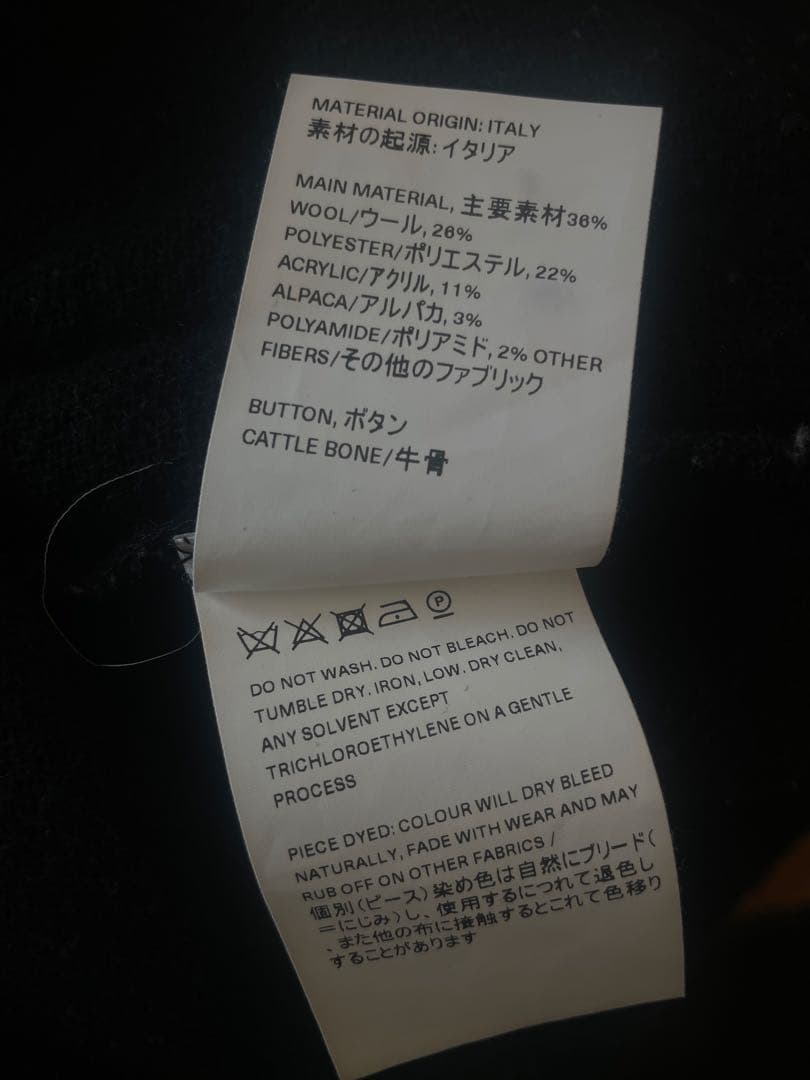 MATERIAL ORIGIN: ITALY
素材の起源: イタリア
MAIN MATERIAL, 主要素材36%
WOOL/ウール, 26%
POLYESTER/ポリエステル, 22%
ACRYLIC/アクリル, 11%
ALPACA/アルパカ, 3%
POLYAMIDE/ポリアミド, 2% OTHER
FIBERS/その他のファブリック
BUTTON, ボタン
CATTLE BONE/牛骨
P
DO NOT WASH. DO NOT BLEACH. DO NOT
TUMBLE DRY. IRON, LOW. DRY CLEAN,
ANY SOLVENT EXCEPT
TRICHLOROETHYLENE ON A GENTLE
PROCESS
PIECE DYED: COLOUR WILL DRY BLEED
NATURALLY, FADE WITH WEAR AND MAY
RUB OFF ON OTHER FABRICS /
個別(ピース)染め色は自然にブリード(
=にじみ)し、使用するにつれて退色し
、また他の布に接触するとこれて色移り
することがあります